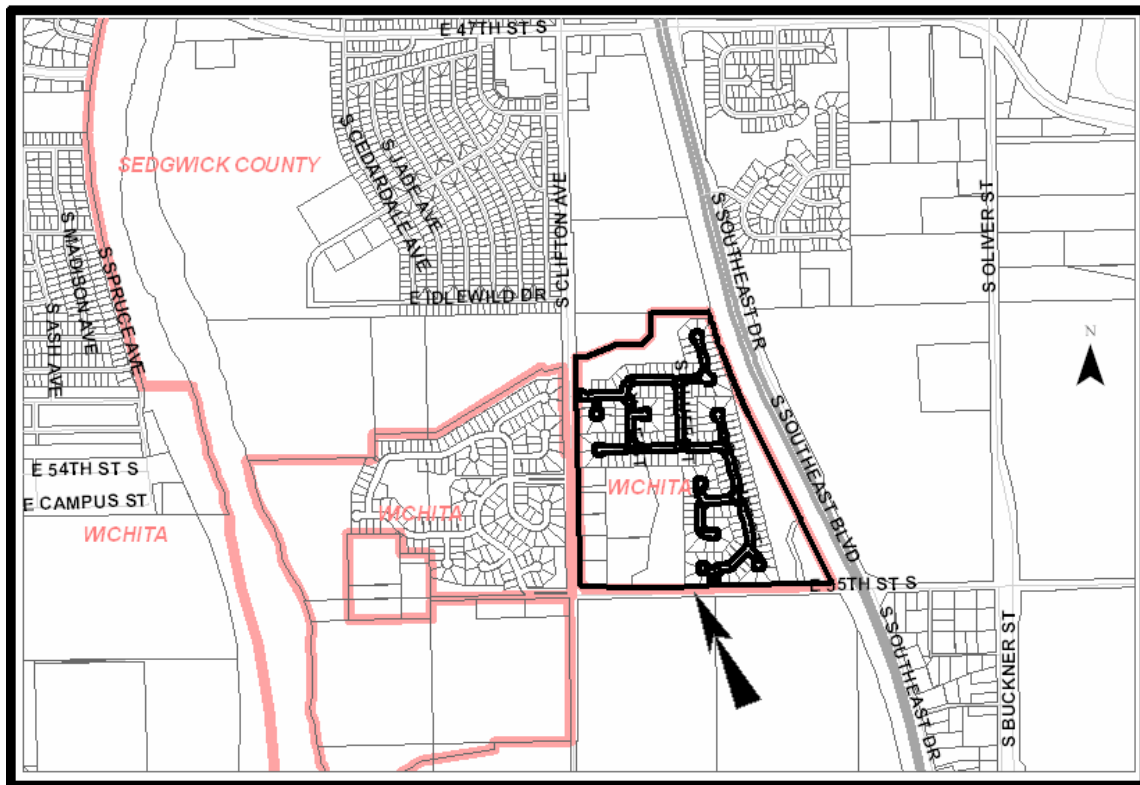 E 47TH ST S
SEDGWICK COUNTY
S CEDARDALE AVE
S JADE AVE
S CLIFTON AVE
S SOUTHEAST DR
S OLIVER ST
S MADISON AVE
S SPRUCE AVE
S ASH AVE
E IDLEWILD DR
N
E 54TH ST S
E CAMPUS ST
WICHITA
WICHITA
WICHITA
S SOUTHEAST BLVD
E 55TH ST S
S SOUTHEAST DR
S BUCKNER ST